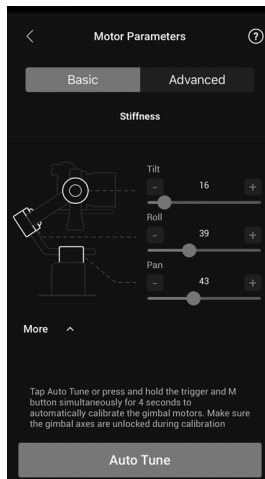 Motor Parameters ?
Basic Advanced
Stiffness
Tilt
- 16 +
Roll
- 39 +
Pan
- 43 +
More
Tap Auto Tune or press and hold the trigger and M
button simultaneously for 4 seconds to
automatically calibrate the gimbal motors. Make sure
the gimbal axes are unlocked during calibration
Auto Tune